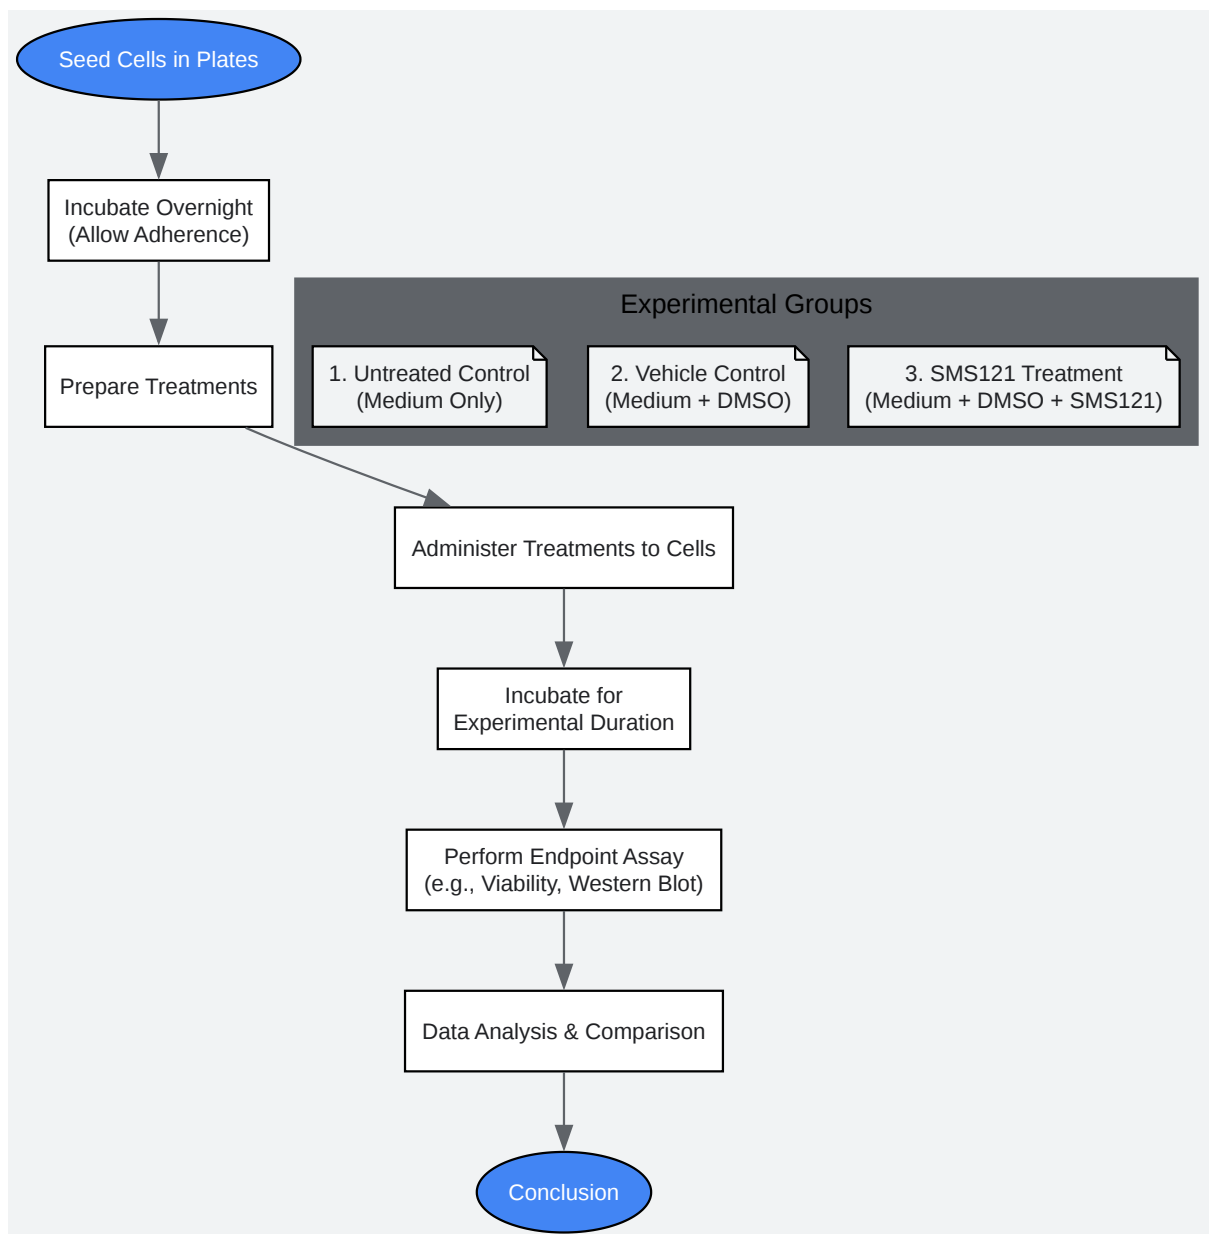 Seed Cells in Plates
Incubate Overnight
(Allow Adherence)
Experimental Groups
Prepare Treatments
1. Untreated Control
(Medium Only)
2. Vehicle Control
(Medium + DMSO)
3. SMS121 Treatment
(Medium + DMSO + SMS121)
Administer Treatments to Cells
Incubate for
Experimental Duration
Perform Endpoint Assay
(e.g., Viability, Western Blot)
Data Analysis & Comparison
Conclusion